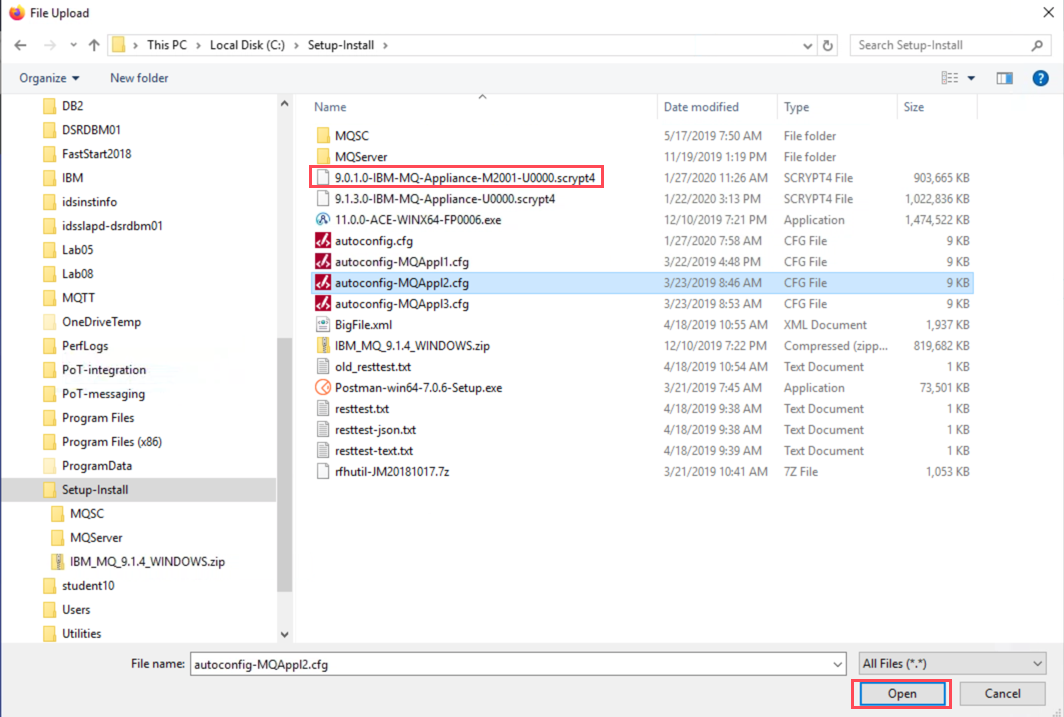 File Upload
This PC > Local Disk (C:) > Setup-Install >
Search Setup-Install
Organize
New folder
DB2
DSRDBM01
FastStart2018
IBM
idsinstinfo
idsslapd-dsrdbm01
Lab05
Lab08
MQTT
OneDriveTemp
PerfLogs
PoT-integration
PoT-messaging
Program Files
Program Files (x86)
ProgramData
Setup-Install
MQSC
MQServer
IBM_MQ_9.1.4_WINDOWS.zip
student10
Users
Utilities
Name Date modified Type Size
MQSC 5/17/2019 7:50 AM File folder
MQServer 11/19/2019 1:19 PM File folder
9.0.1.0-IBM-MQ-Appliance-M2001-U0000.scrypt4 1/27/2020 11:26 AM SCRYPT4 File 903,665 KB
9.1.3.0-IBM-MQ-Appliance-U0000.scrypt4 1/22/2020 3:13 PM SCRYPT4 File 1,022,836 KB
11.0.0-ACE-WINX64-FP0006.exe 12/10/2019 7:21 PM Application 1,474,522 KB
autoconfig.cfg 1/27/2020 7:58 AM CFG File 9 KB
autoconfig-MQAppl1.cfg 3/22/2019 4:48 PM CFG File 9 KB
autoconfig-MQAppl2.cfg 3/23/2019 8:46 AM CFG File 9 KB
autoconfig-MQAppl3.cfg 3/23/2019 8:53 AM CFG File 9 KB
BigFile.xml 4/18/2019 10:55 AM XML Document 1,937 KB
IBM_MQ_9.1.4_WINDOWS.zip 12/10/2019 7:22 PM Compressed (zipp... 819,682 KB
old_resttest.txt 4/18/2019 10:54 AM Text Document 1 KB
Postman-win64-7.0.6-Setup.exe 3/21/2019 7:45 AM Application 73,501 KB
resttest.txt 4/18/2019 9:38 AM Text Document 1 KB
resttest-json.txt 4/18/2019 9:38 AM Text Document 1 KB
resttest-text.txt 4/18/2019 9:39 AM Text Document 1 KB
rfhutil-JM20181017.7z 3/21/2019 10:41 AM 7Z File 1,053 KB
File name: autoconfig-MQAppl2.cfg
All Files (*.*)
Open
Cancel